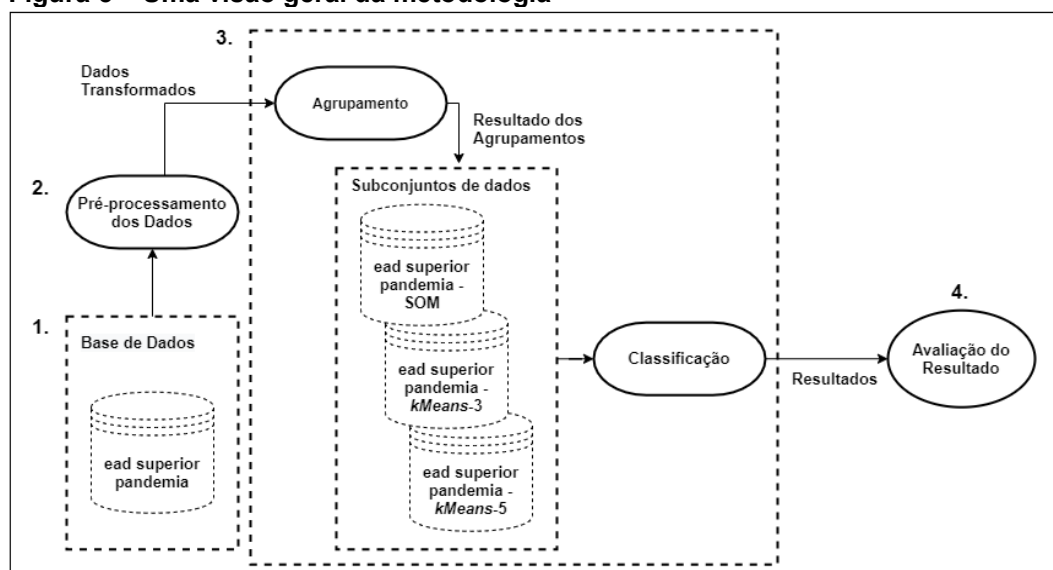 Figura 3 – Uma visão geral da metodologia
3.
Dados
Transformados
Agrupamento
Resultado dos
Agrupamentos
2.
Pré-processamento
dos Dados
Subconjuntos de dados
ead superior
pandemia -
SOM
ead superior
pandemia -
kMeans-3
ead superior
pandemia -
kMeans-5
1.
Base de Dados
ead superior
pandemia
Classificação
Resultados
4.
Avaliação do
Resultado